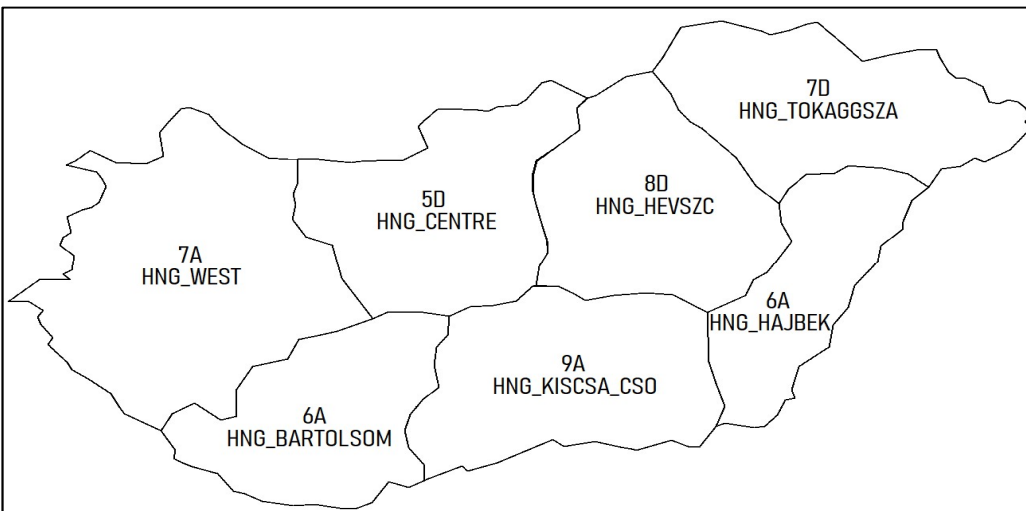 7D
HNG_TOKAGGSZA
8D
HNG_HEVSZC
5D
HNG_CENTRE
7A
HNG_WEST
6A
HNG_HAJBEK
9A
HNG_KISCSA_CSO
6A
HNG_BARTOLSOM